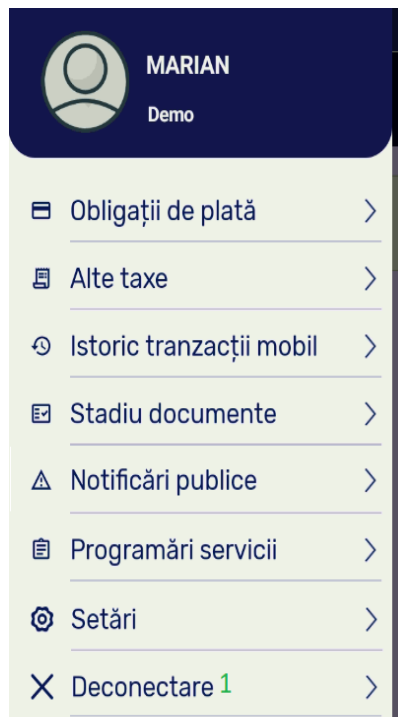 MARIAN
Demo
Obligații de plată
Alte taxe
Istoric tranzacții mobil
Stadiu documente
Notificări publice
Programări servicii
Setări
Deconectare 1